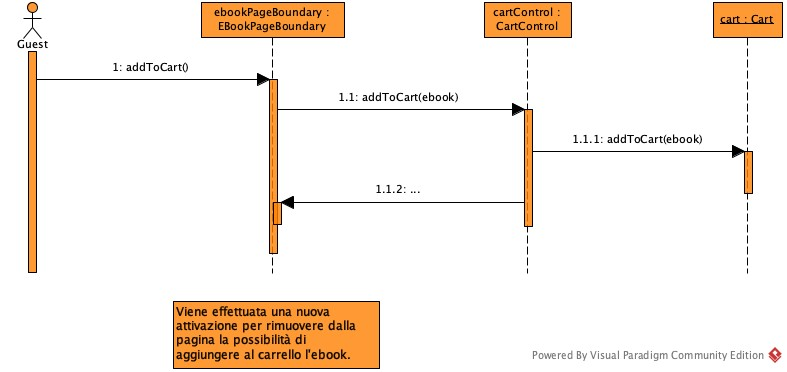 ebookPageBoundary :
EBookPageBoundary
cartControl :
CartControl
cart : Cart
Guest
1: addToCart()
1.1: addToCart(ebook)
1.1.1: addToCart(ebook)
1.1.2: ...
Viene effettuata una nuova
attivazione per rimuovere dalla
pagina la possibilità di
aggiungere al carrello l'ebook.
Powered By Visual Paradigm Community Edition